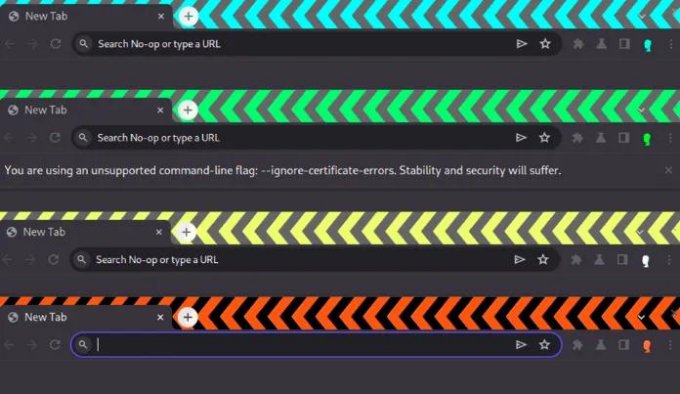 New Tab
Search No-op or type a URL
New Tab
Search No-op or type a URL
You are using an unsupported command-line flag: --ignore-certificate-errors. Stability and security will suffer.
New Tab
Search No-op or type a URL
New Tab